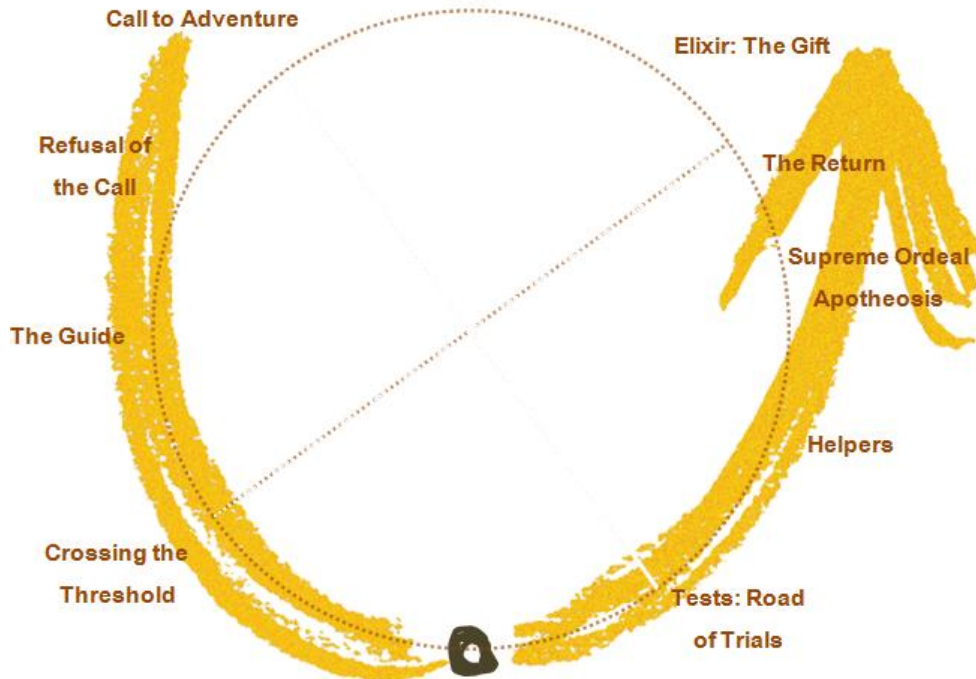 Call to Adventure
Refusal of
the Call
The Guide
Crossing the
Threshold
Tests: Road
of Trials
Helpers
Supreme Ordeal
Apotheosis
The Return
Elixir: The Gift